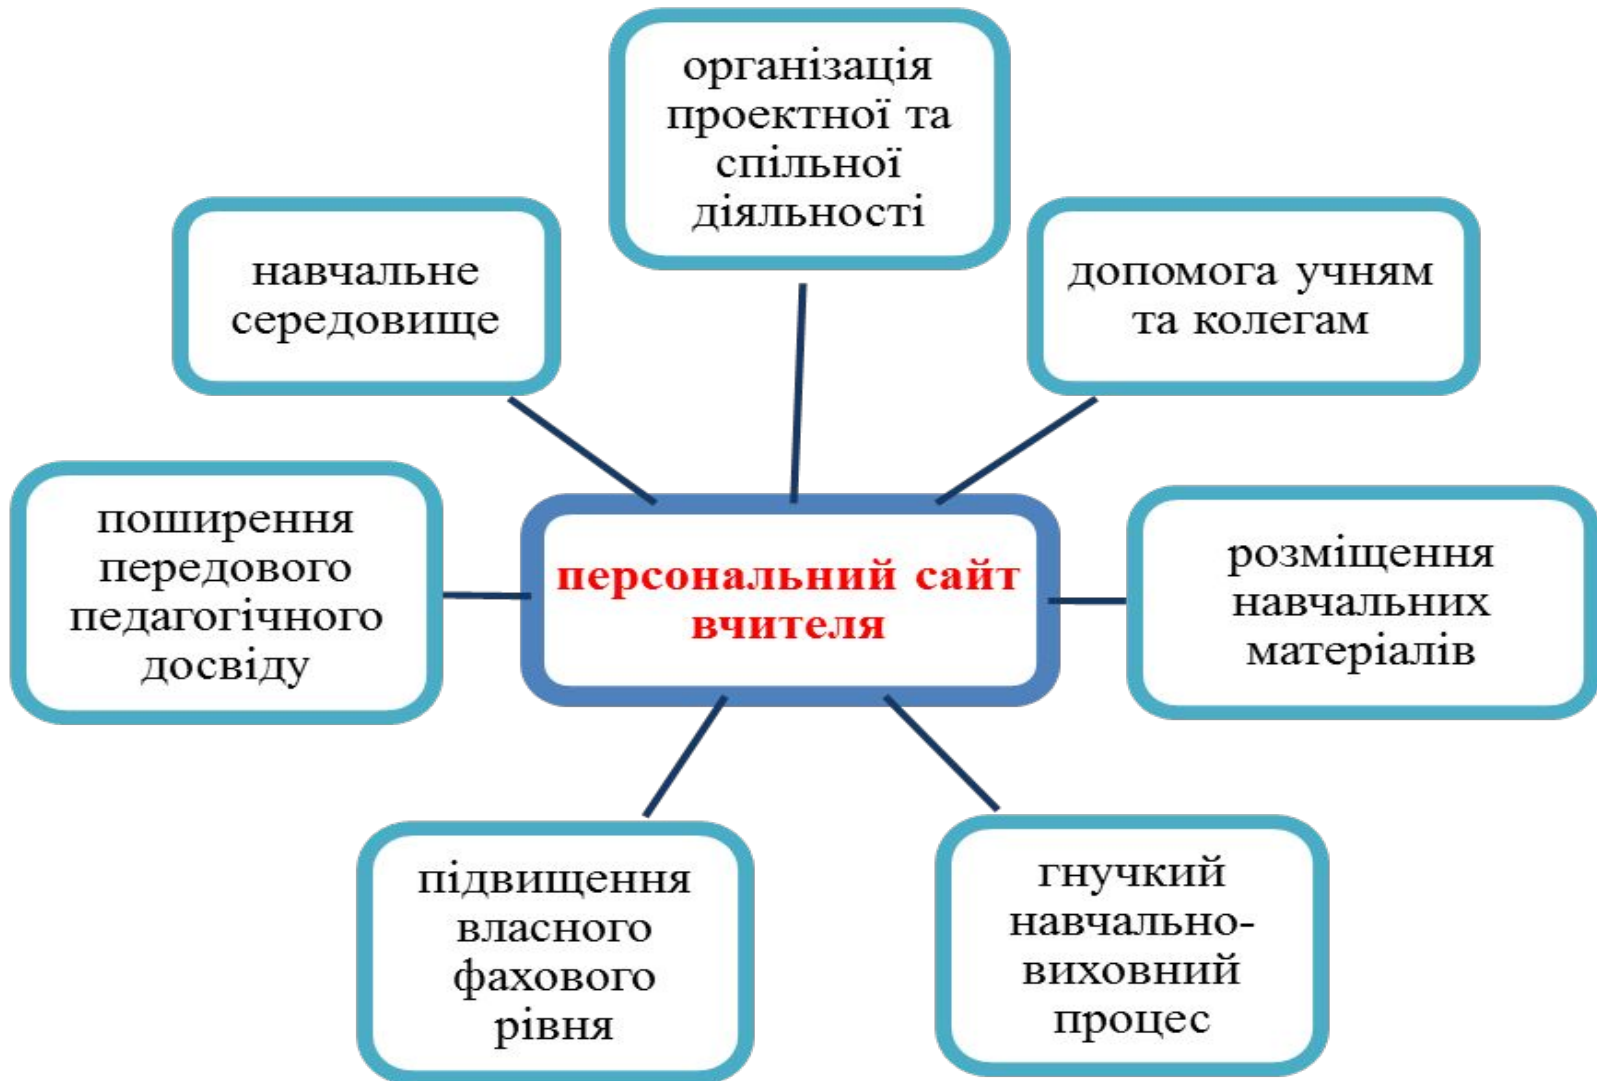 організація
проектної та
спільної
діяльності
навчальне
середовище
допомога учням
та колегам
поширення
передового
педагогічного
досвіду
персональний сайт
вчителя
розміщення
навчальних
матеріалів
підвищення
власного
фахового
рівня
гнучкий
навчально-
виховний
процес